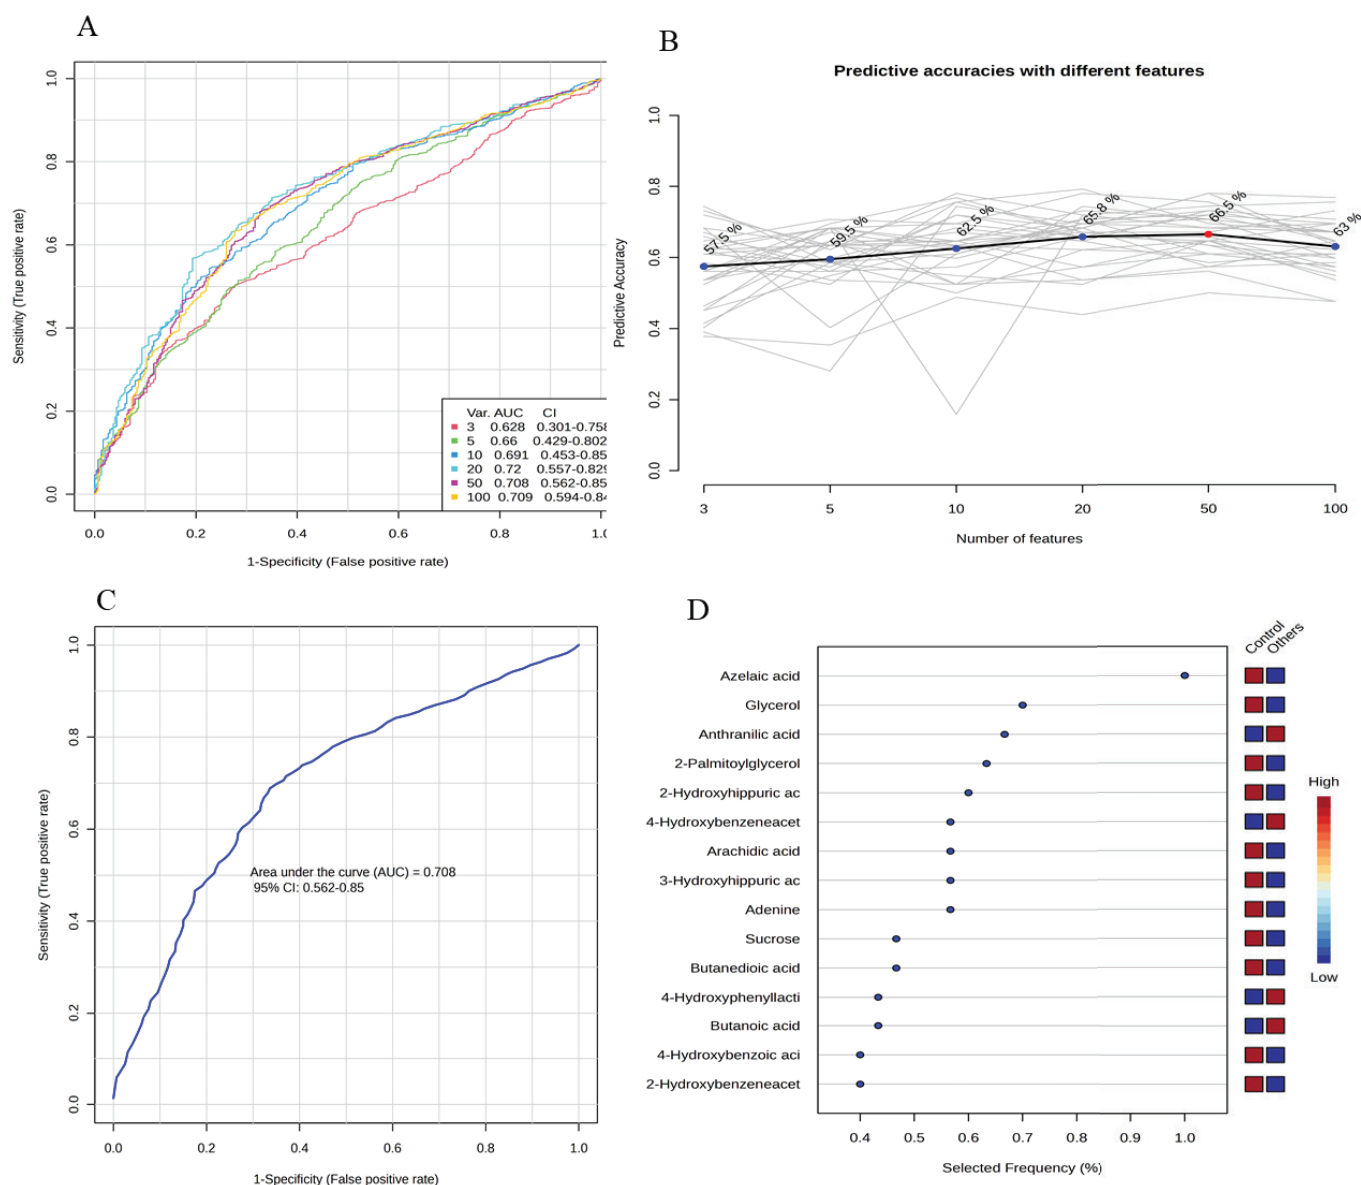 A
Sensitivity (True positive rate)
1.0
0.8
0.6
0.4
0.2
0.0
Var. AUC CI
3 0.628 0.301-0.758
5 0.66 0.429-0.802
10 0.691 0.453-0.85
20 0.72 0.557-0.829
50 0.708 0.562-0.85
100 0.709 0.594-0.84
0.0 0.2 0.4 0.6 0.8 1.0
1-Specificity (False positive rate)
B
Predictive accuracies with different features
Predictive Accuracy
1.0
0.8
0.6
0.4
0.2
0.0
57.5 %
59.5 %
62.5 %
65.8 %
66.5 %
63 %
3 5 10 20 50 100
Number of features
C
Sensitivity (True positive rate)
1.0
0.8
0.6
0.4
0.2
0.0
Area under the curve (AUC) = 0.708
95% CI: 0.562-0.85
0.0 0.2 0.4 0.6 0.8 1.0
1-Specificity (False positive rate)
D
Control
Others
Azelaic acid
Glycerol
Anthranilic acid
2-Palmitoylglycerol
2-Hydroxyhippuric ac
4-Hydroxybenzeneacet
Arachidic acid
3-Hydroxyhippuric ac
Adenine
Sucrose
Butanedioic acid
4-Hydroxyphenyllacti
Butanoic acid
4-Hydroxybenzoic aci
2-Hydroxybenzeneacet
0.4 0.5 0.6 0.7 0.8 0.9 1.0
Selected Frequency (%)
High
Low